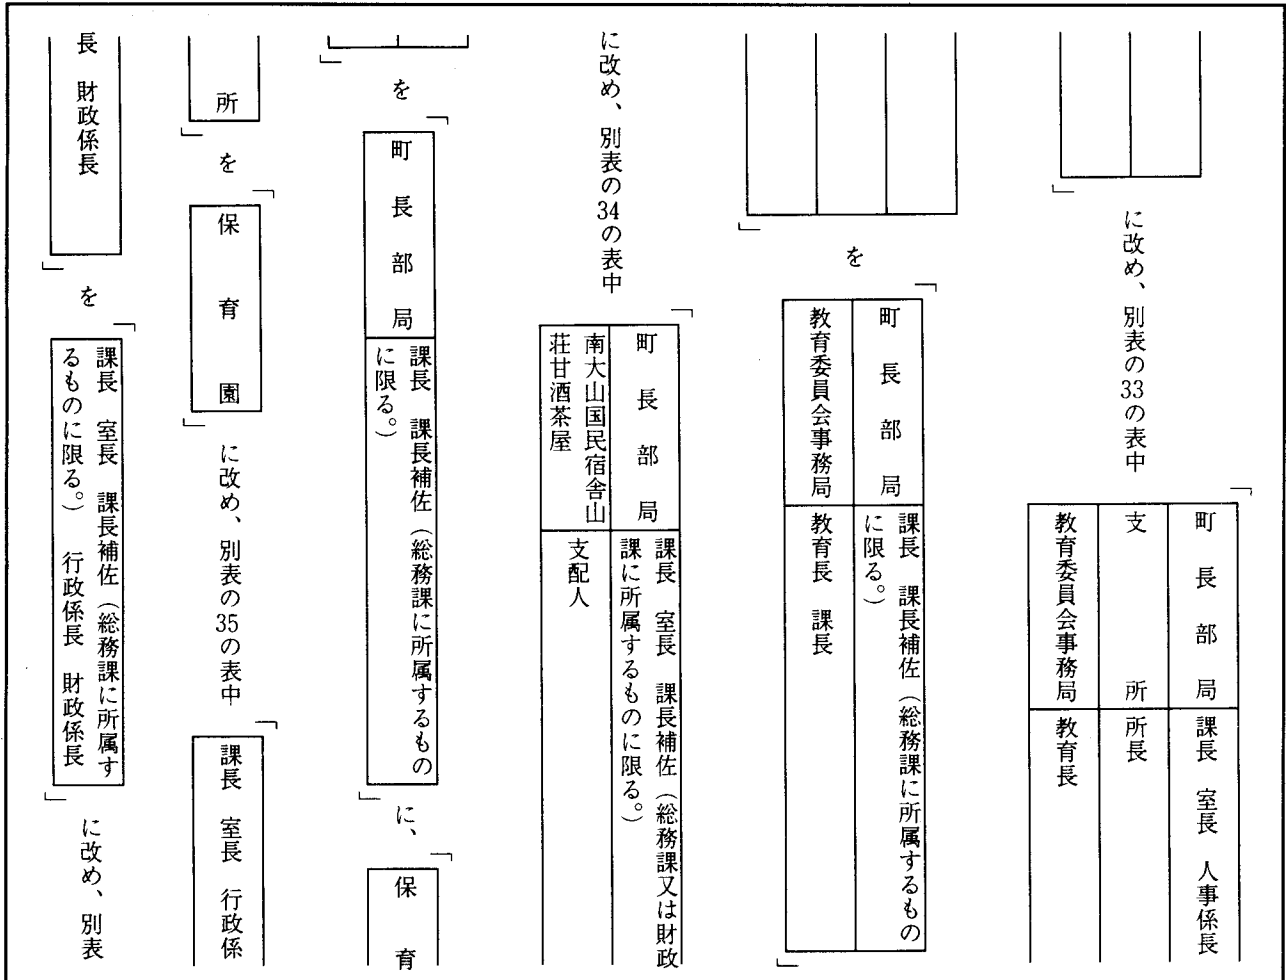 」に改め、別表の33の表中「
町長部局
課長 室長 人事係長
支所
所長
教育委員会事務局
教育長
」を「
町長部局
課長 課長補佐（総務課に所属するもの
に限る。）
教育委員会事務局
教育長 課長
」
に改め、別表の34の表中「
町長部局
課長 室長 課長補佐（総務課又は財政
課に所属するものに限る。）
南大山国民宿舎山
荘甘酒茶屋
支配人
」を「
町長部局
課長 課長補佐（総務課に所属するもの
に限る。）
」に、「
保育
所
」を「
保育園
」に改め、別表の35の表中「
課長 室長 行政係
長 財政係長
」を「
課長 室長 課長補佐（総務課に所属す
るものに限る。） 行政係長 財政係長
」に改め、別表